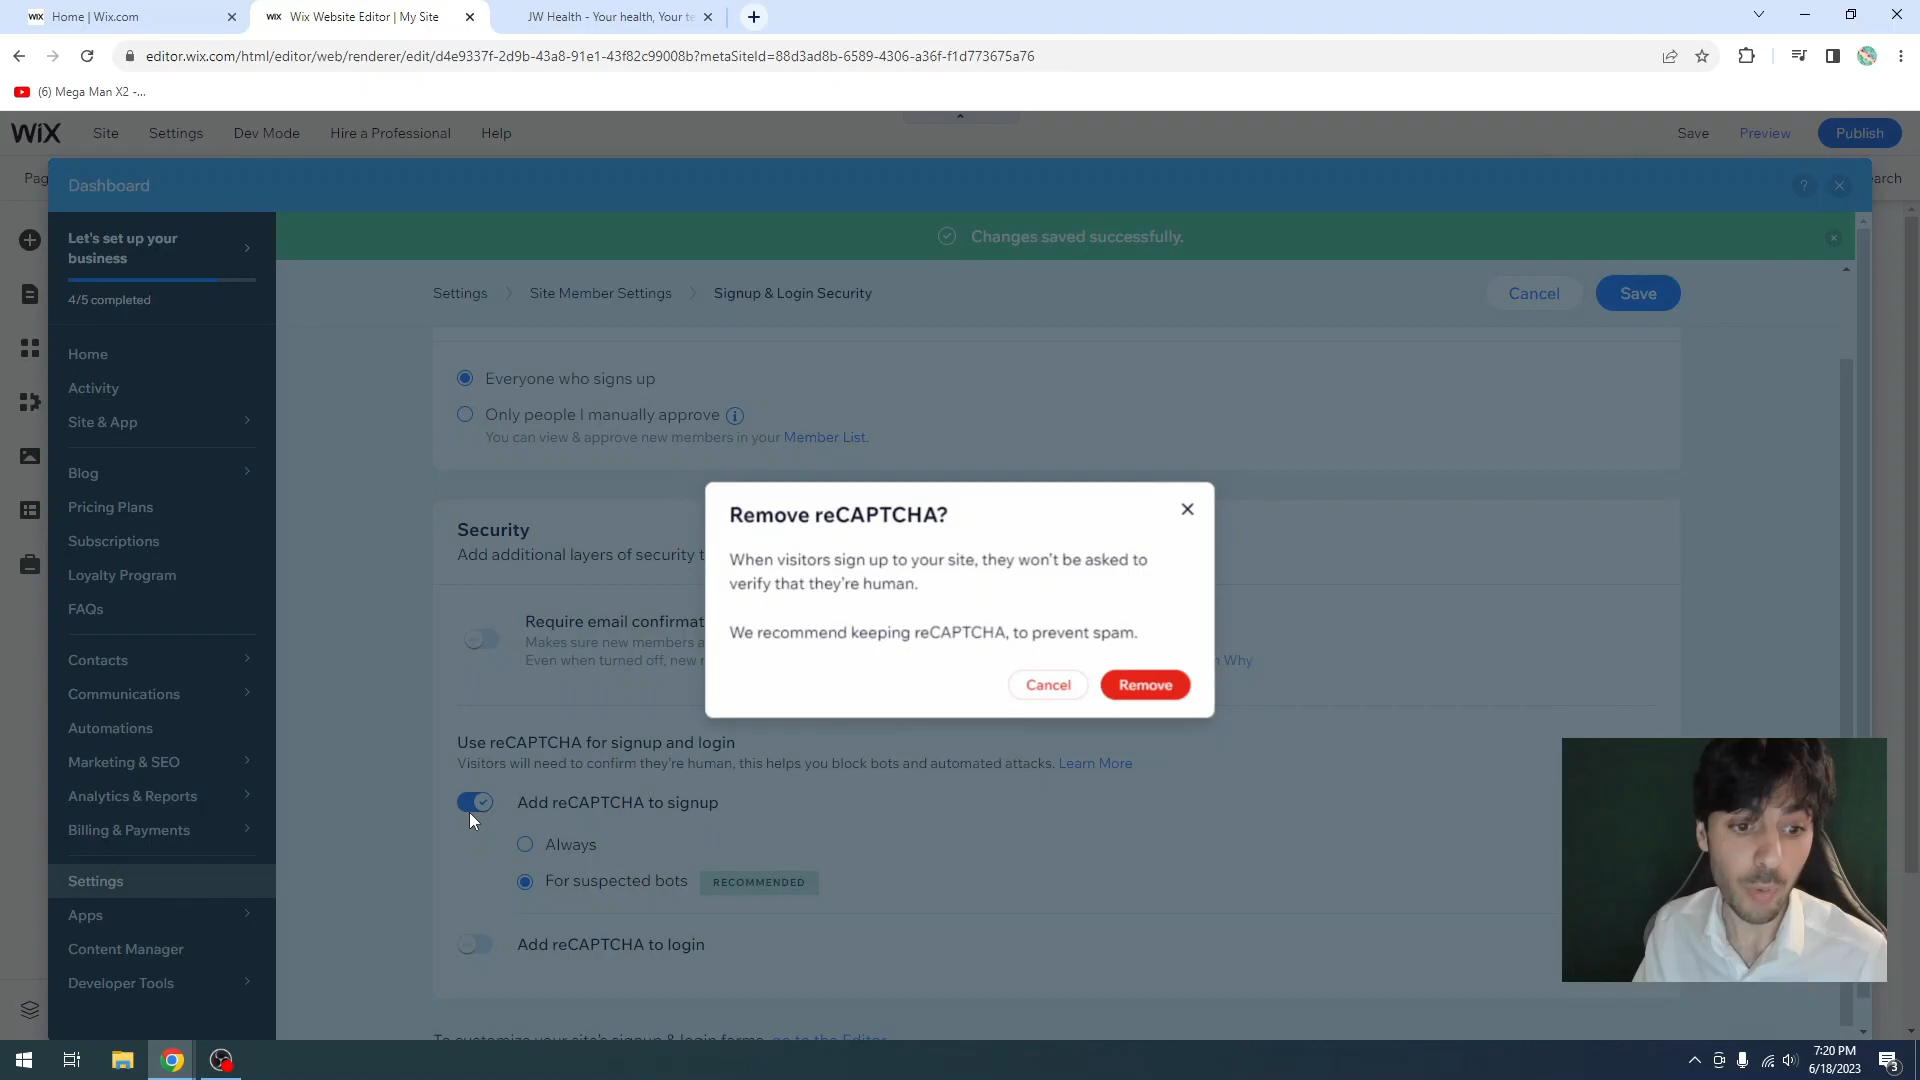 WIX Home | Wix.com
WIX Wix Website Editor | My Site
JW Health - Your health, Your te
editor.wix.com/html/editor/web/renderer/edit/d4e9337f-2d9b-43a8-91e1-43f82c99008b?metaSiteId=88d3ad8b-6589-4306-a36f-f1d773675a76
(6) Mega Man X2 -...
WiX Site Settings Dev Mode Hire a Professional Help Save Preview Publish
Pag
earch
Dashboard
?
Let's set up your
business
4/5 completed
Home
Activity
Site & App
Blog
Pricing Plans
Subscriptions
Loyalty Program
FAQs
Contacts
Communications
Automations
Marketing & SEO
Analytics & Reports
Billing & Payments
Settings
Apps
Content Manager
Developer Tools
Changes saved successfully.
Settings > Site Member Settings > Signup & Login Security
Cancel Save
Everyone who signs up
Only people I manually approve
You can view & approve new members in your Member List.
Security
Add additional layers of security t
Require email confirmat
Makes sure new members a
Even when turned off, new r
n Why
Remove reCAPTCHA?
When visitors sign up to your site, they won't be asked to
verify that they're human.
We recommend keeping reCAPTCHA, to prevent spam.
Cancel Remove
Use reCAPTCHA for signup and login
Visitors will need to confirm they're human, this helps you block bots and automated attacks. Learn More
Add reCAPTCHA to signup
Always
For suspected bots RECOMMENDED
Add reCAPTCHA to login
To customize your site's signup & login forms, go to the Editor
7:20 PM
6/18/2023
3